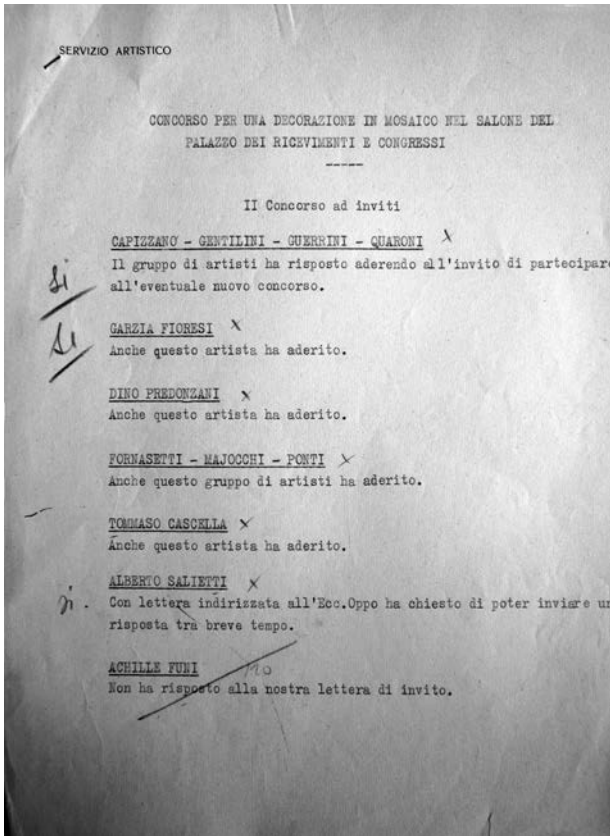 SERVIZIO ARTISTICO
CONCORSO PER UNA DECORAZIONE IN MOSAICO NEL SALONE DEL
PALAZZO DEI RICEVIMENTI E CONGRESSI
-----
II Concorso ad inviti
CAPIZZANO - GENTILINI - GUERRINI - QUARONI X
Il gruppo di artisti ha risposto aderendo all'invito di partecipare
Si
all'eventuale nuovo concorso.
Si
GARZIA FIORESI X
Anche questo artista ha aderito.
DINO PREDONZANI X
Anche questo artista ha aderito.
FORNASETTI - MAJOCCHI - PONTI X
Anche questo gruppo di artisti ha aderito.
TOMMASO CASCELLA X
Anche questo artista ha aderito.
ALBERTO SALIETTI X
Con lettera indirizzata all'Ecc.Oppo ha chiesto di poter inviare un
risposta tra breve tempo.
ACHILLE FUNI no
Non ha risposto alla nostra lettera di invito.